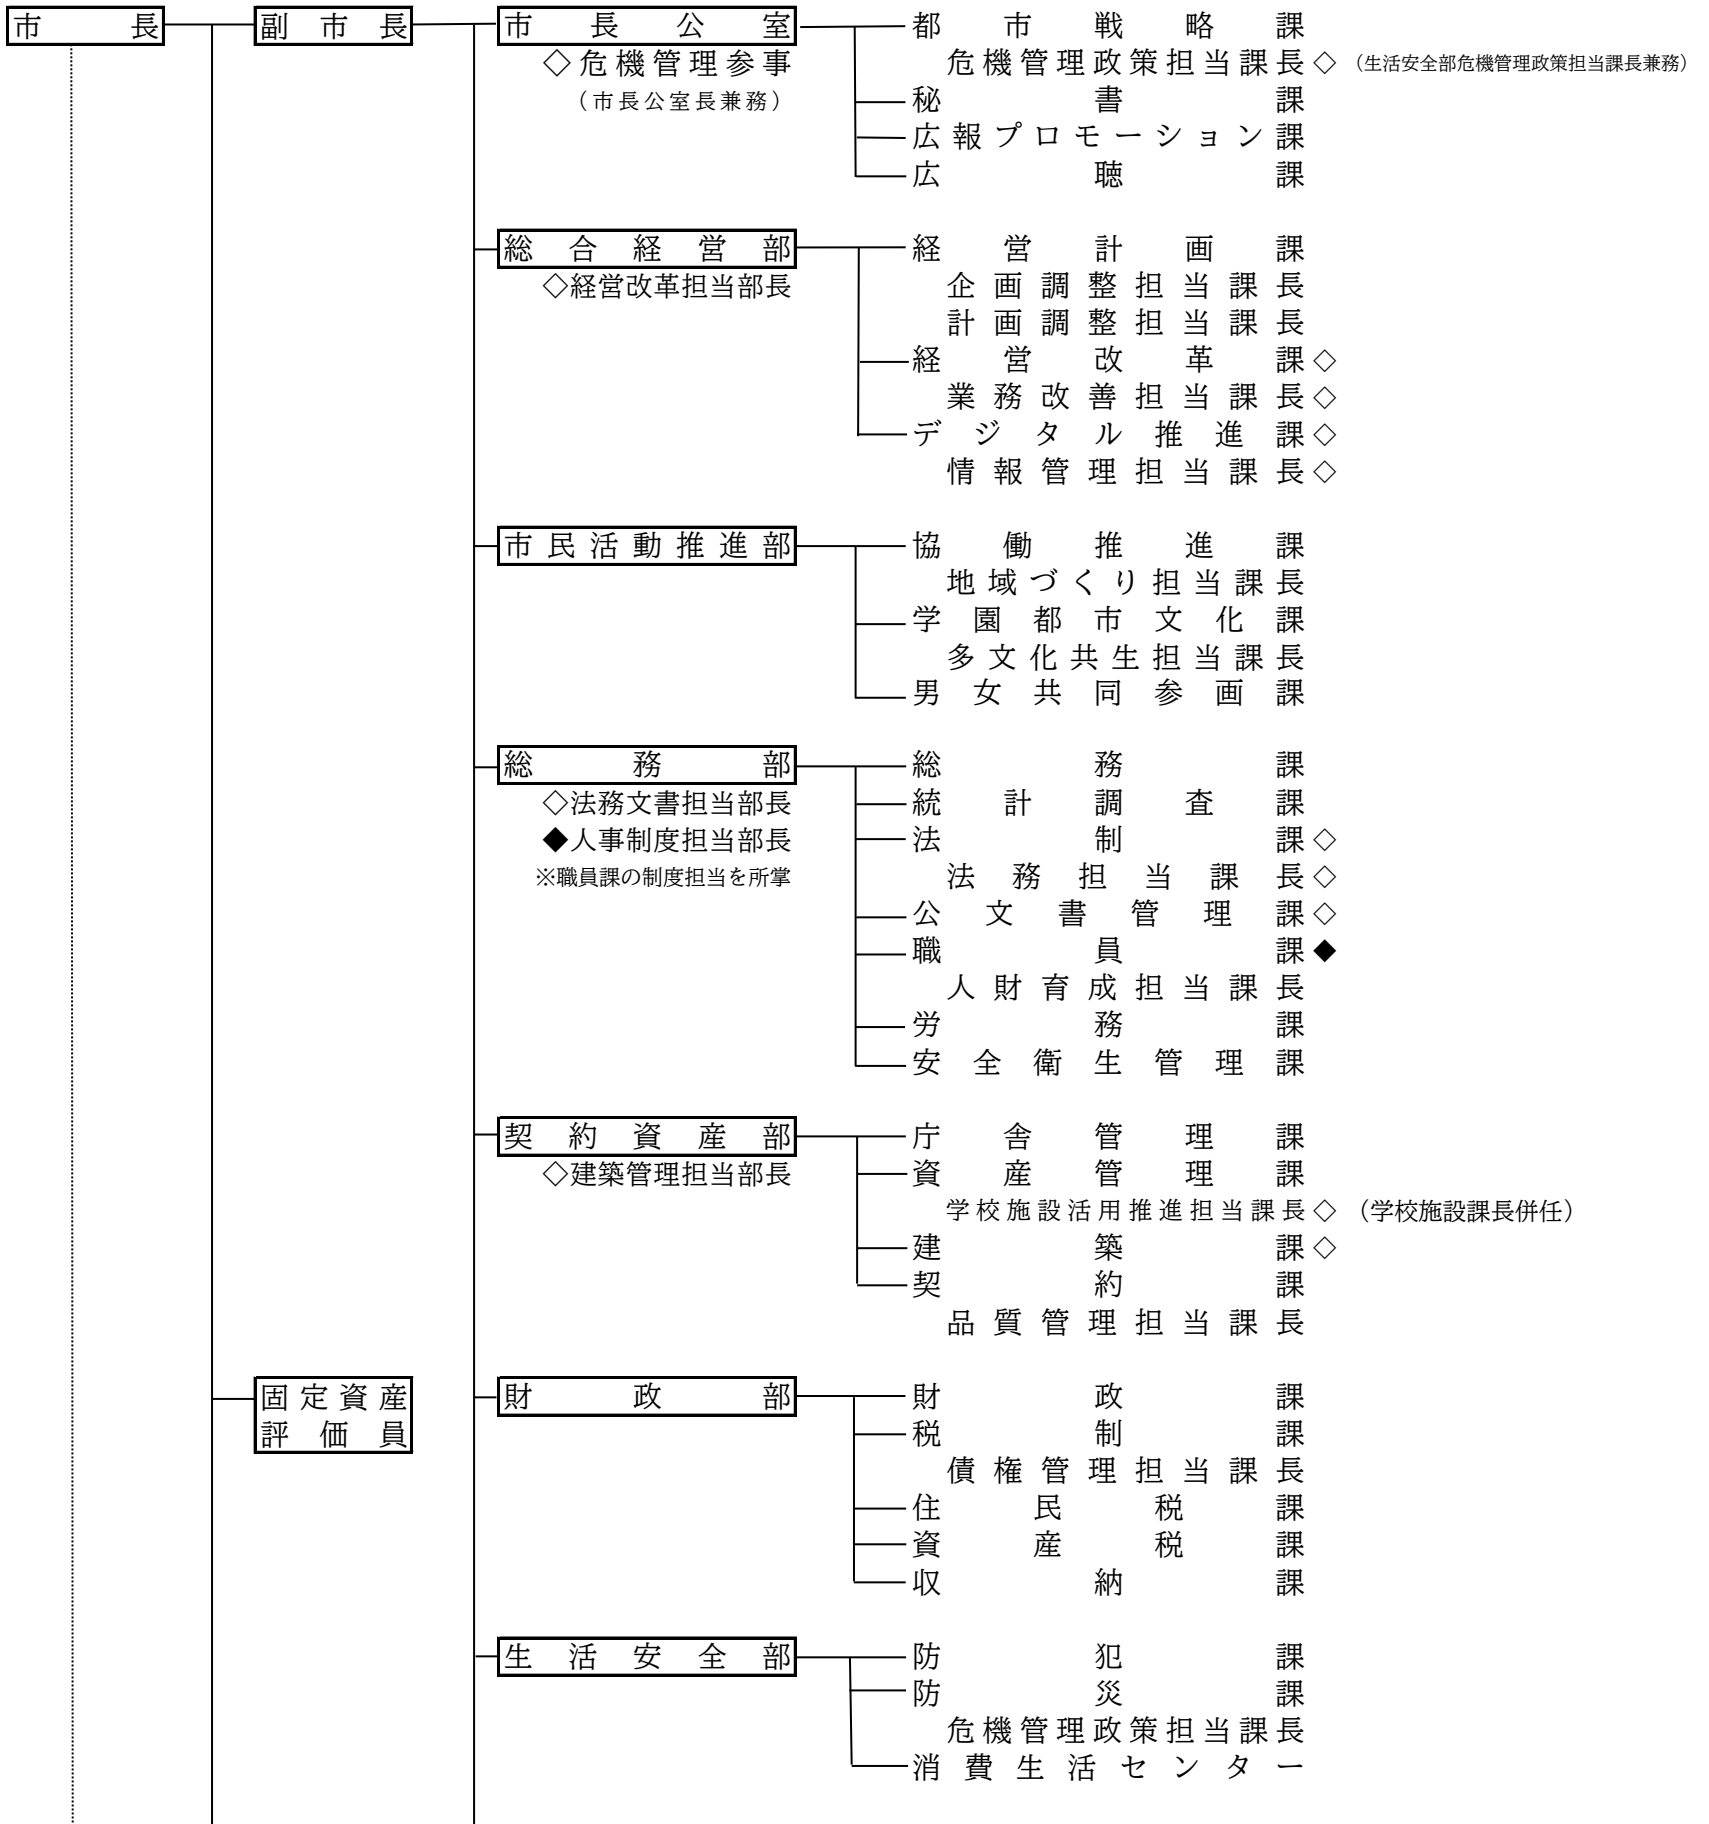 市長
副市長
市長公室
◇危機管理参事
（市長公室長兼務）
都市戦略課
危機管理政策担当課長◇（生活安全部危機管理政策担当課長兼務）
秘書課
広報プロモーション課
広聴課
総合経営部
◇経営改革担当部長
経営計画課
企画調整担当課長
計画調整担当課長
経営改革課◇
業務改善担当課長◇
デジタル推進課◇
情報管理担当課長◇
市民活動推進部
協働推進課
地域づくり担当課長
学園都市文化課
多文化共生担当課長
男女共同参画課
総務部
◇法務文書担当部長
◆人事制度担当部長
※職員課の制度担当を所掌
総務課
統計調査課
法制課◇
法務担当課長◇
公文書管理課◇
職員課◆
人財育成担当課長
労務課
安全衛生管理課
契約資産部
◇建築管理担当部長
庁舎管理課
資産管理課
学校施設活用推進担当課長◇（学校施設課長併任）
建築課◇
契約課
品質管理担当課長
固定資産
評価員
財政部
財政課
税制課
債権管理担当課長
住民税課
資産税課
収納課
生活安全部
防犯課
防災課
危機管理政策担当課長
消費生活センター